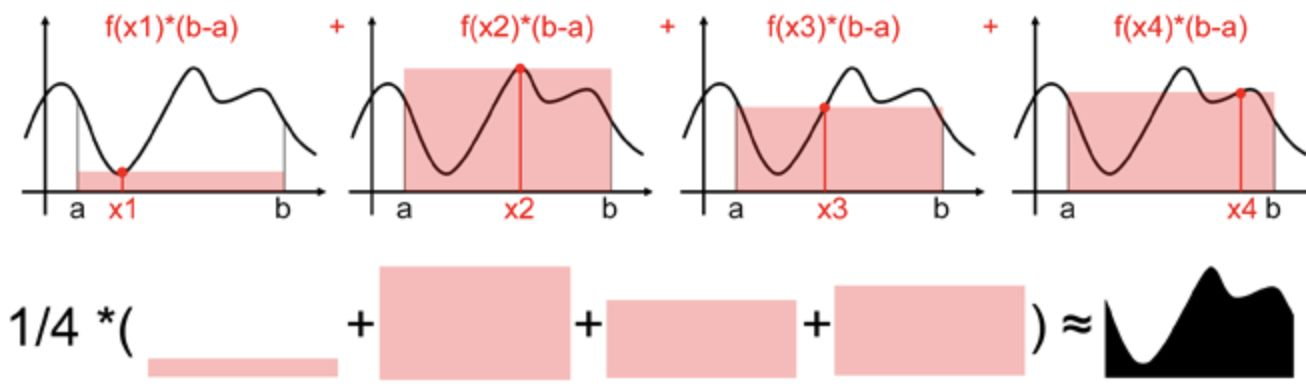 f(x1)*(b-a) + f(x2)*(b-a) + f(x3)*(b-a) + f(x4)*(b-a)
a x1 b a x2 b a x3 b a x4 b
1/4 *( + + + ) ≈